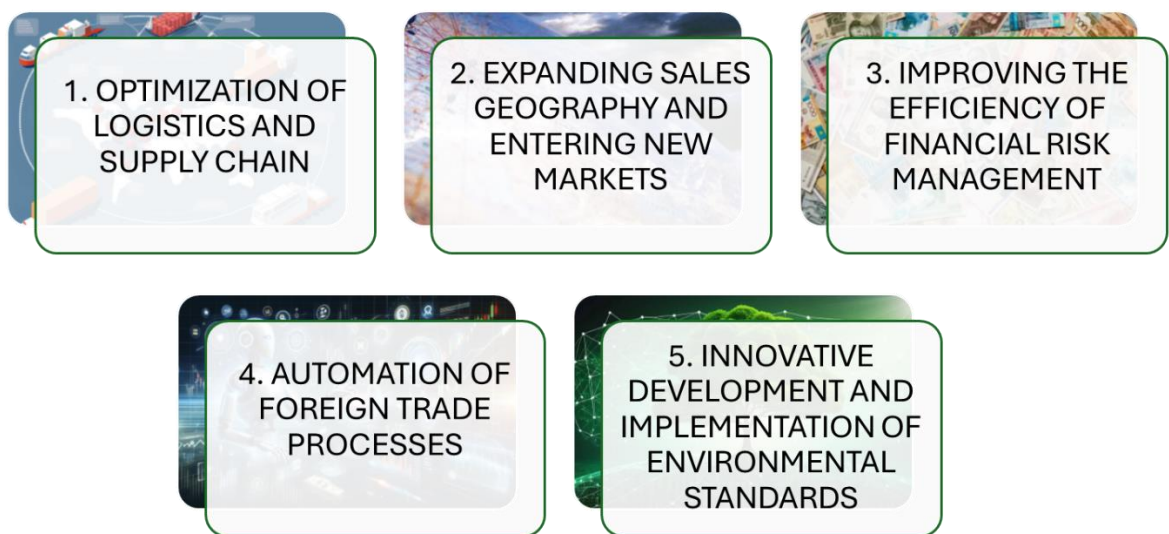 1. OPTIMIZATION OF
LOGISTICS AND
SUPPLY CHAIN
2. EXPANDING SALES
GEOGRAPHY AND
ENTERING NEW
MARKETS
3. IMPROVING THE
EFFICIENCY OF
FINANCIAL RISK
MANAGEMENT
4. AUTOMATION OF
FOREIGN TRADE
PROCESSES
5. INNOVATIVE
DEVELOPMENT AND
IMPLEMENTATION OF
ENVIRONMENTAL
STANDARDS